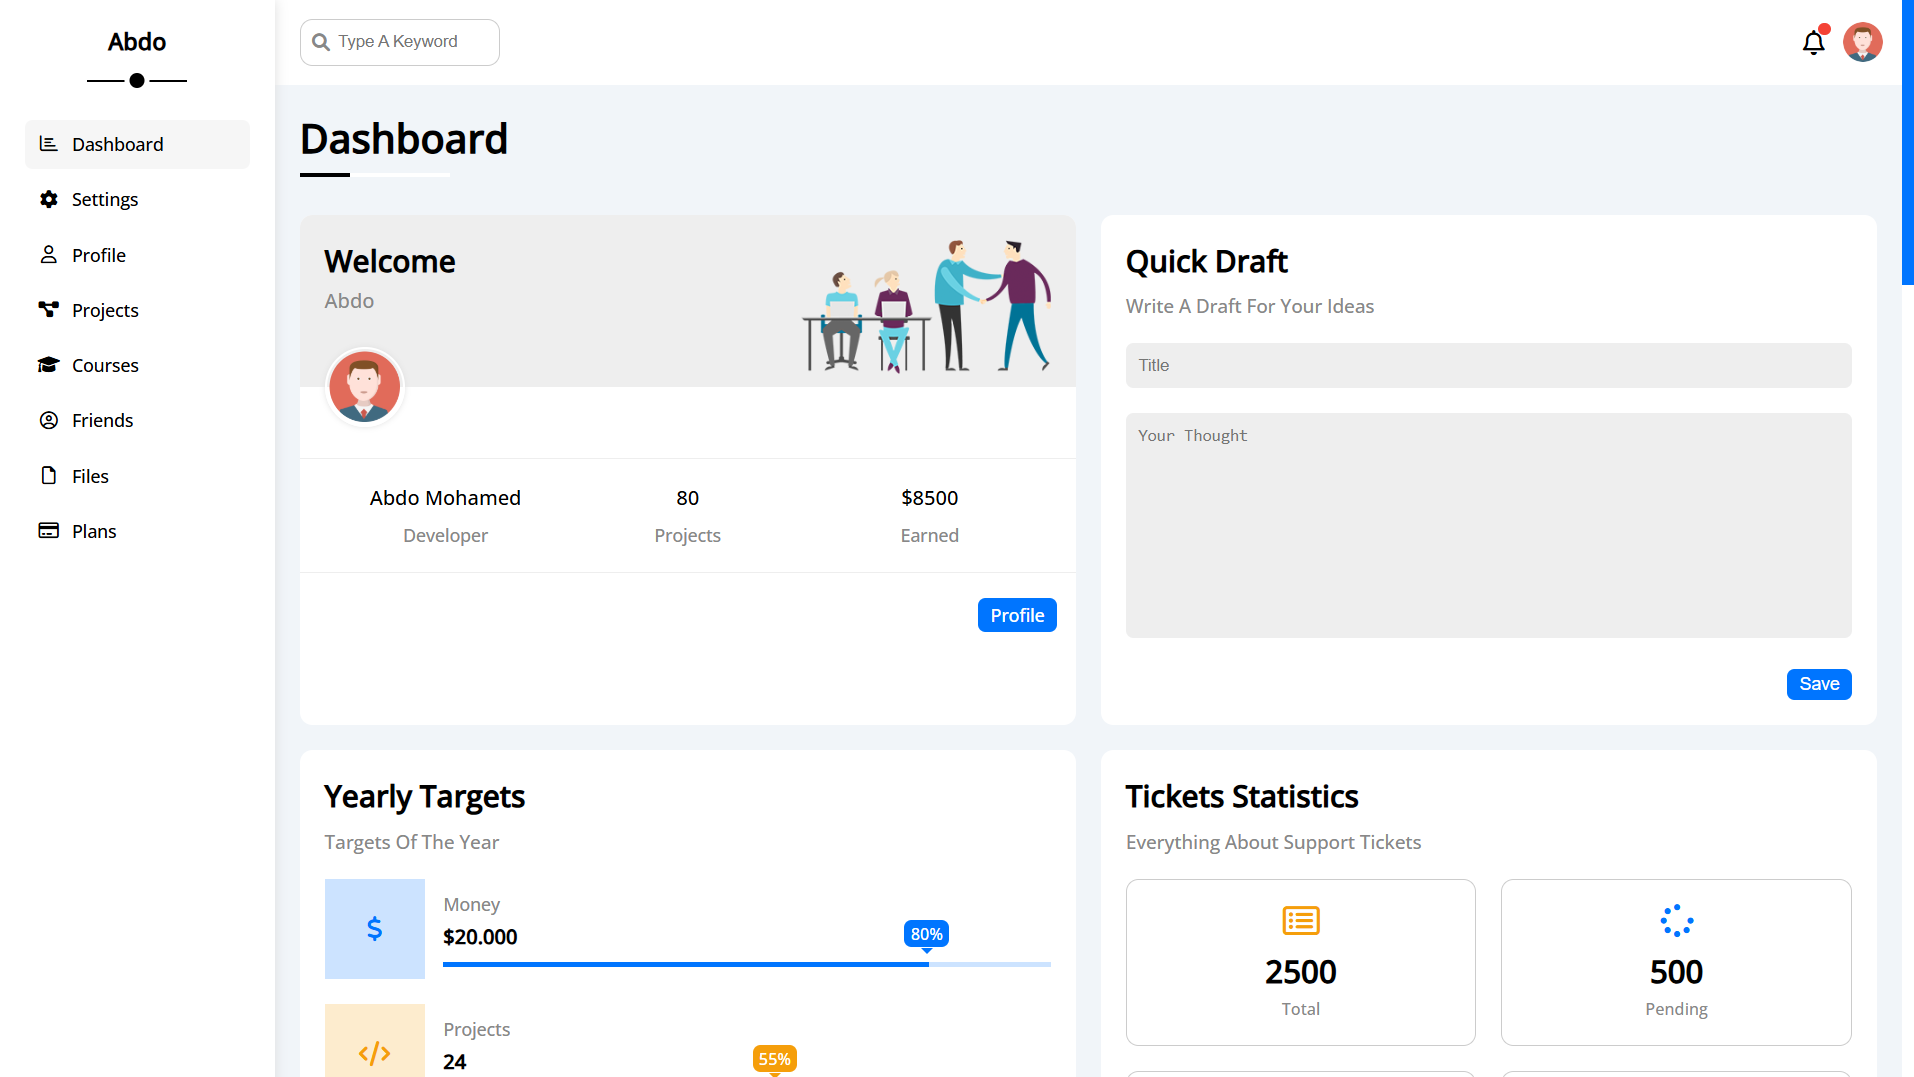 Abdo
Dashboard
Settings
Profile
Projects
Courses
Friends
Files
Plans
Type A Keyword
Dashboard
Welcome
Abdo
Abdo Mohamed
Developer
80
Projects
$8500
Earned
Profile
Quick Draft
Write A Draft For Your Ideas
Title
Your Thought
Save
Yearly Targets
Targets Of The Year
$
Money
$20.000
80%
</>
Projects
24
55%
Tickets Statistics
Everything About Support Tickets
2500
Total
500
Pending